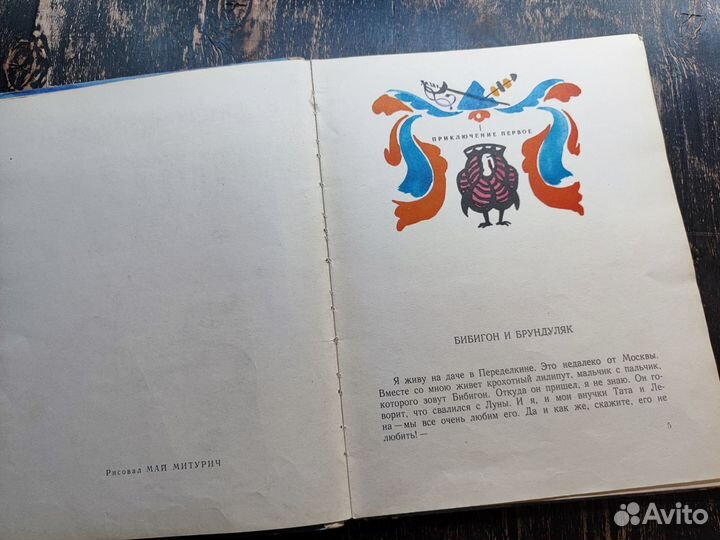 Рисовал МАЙ МИТУРИЧ
I
ПРИКЛЮЧЕНИЕ ПЕРВОЕ
БИБИГОН И БРУНДУЛЯК
Я живу на даче в Переделкине. Это недалеко от Москвы.
Вместе со мною живет крохотный лилипут, мальчик с пальчик,
которого зовут Бибигон. Откуда он пришел, я не знаю. Он го-
ворит, что свалился с Луны. И я, и мои внучки Тата и Ле-
на — мы все очень любим его. Да и как же, скажите, его не
любить! —
5
Avito